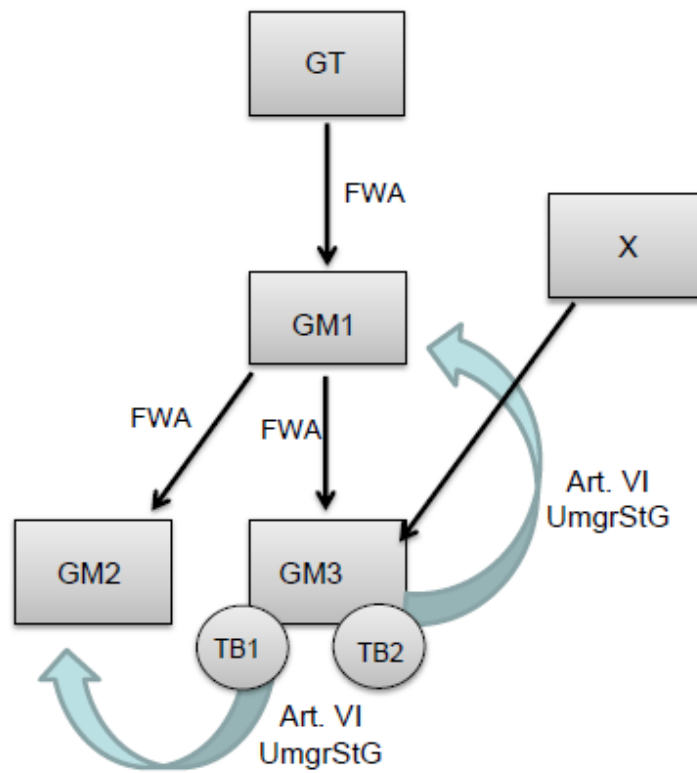 GT
FWA
X
GM1
FWA
FWA
Art. VI
UmgrStG
GM2
GM3
TB1
TB2
Art. VI
UmgrStG